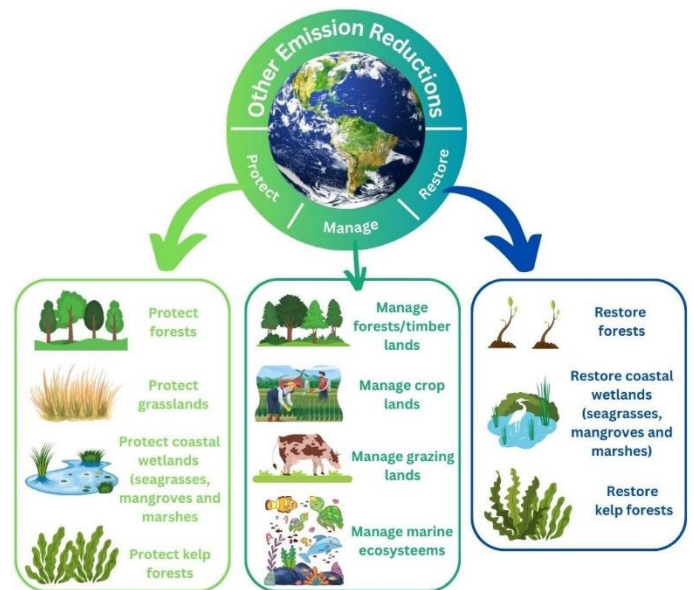 Other Emission Reductions
Protect
Manage
Restore
Protect
forests
Protect
grasslands
Protect coastal
wetlands
(seagrasses,
mangroves and
marshes
Protect kelp
forests
Manage
forests/timber
lands
Manage crop
lands
Manage grazing
lands
Manage marine
ecosysteems
Restore
forests
Restore coastal
wetlands
(seagrasses,
mangroves and
marshes)
Restore
kelp forests